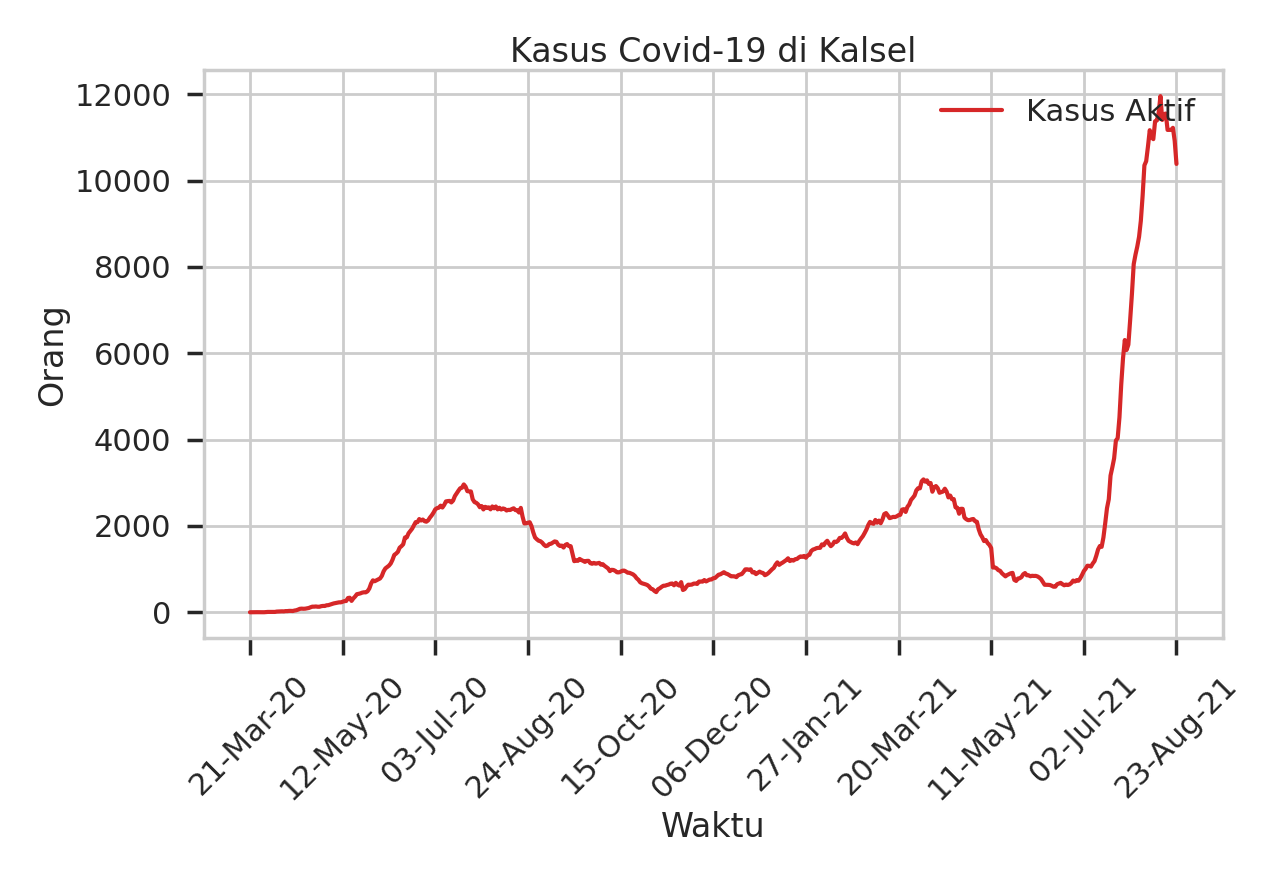 Kasus Covid-19 di Kalsel
Kasus Aktif
12000
10000
8000
6000
4000
2000
0
Orang
21-Mar-20
12-May-20
03-Jul-20
24-Aug-20
15-Oct-20
06-Dec-20
27-Jan-21
20-Mar-21
11-May-21
02-Jul-21
23-Aug-21
Waktu